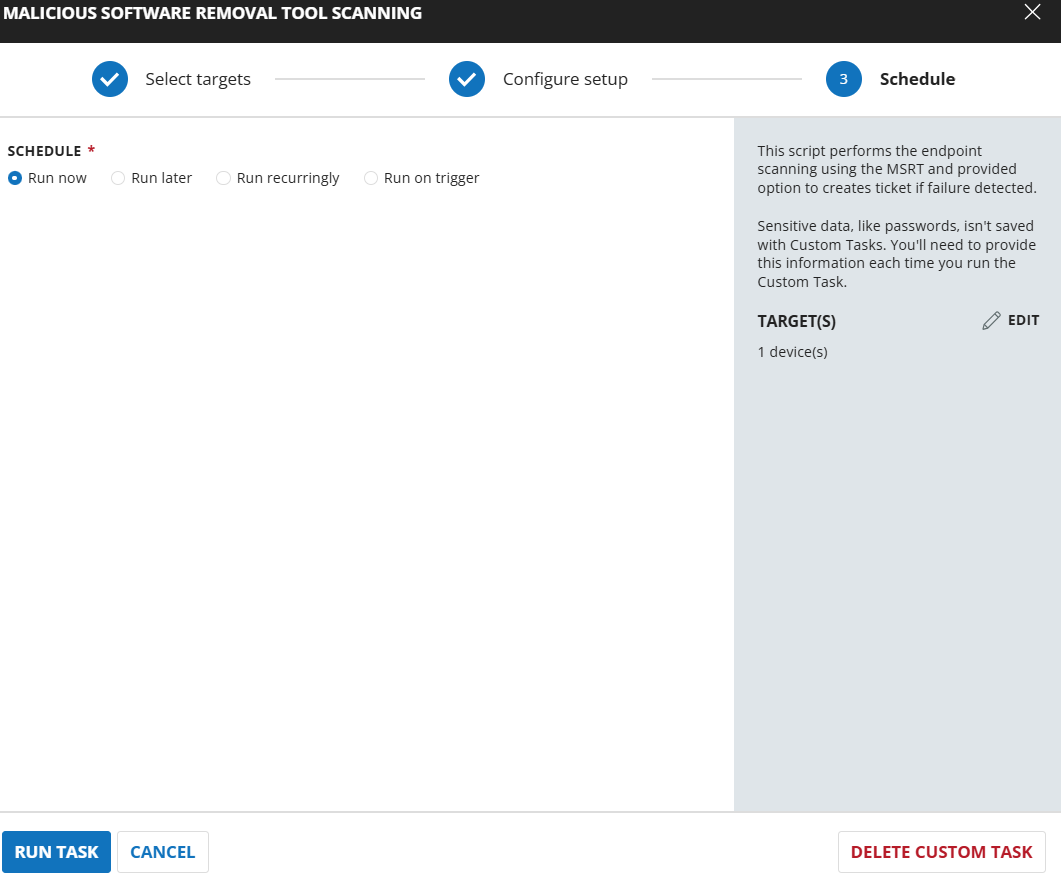 MALICIOUS SOFTWARE REMOVAL TOOL SCANNING
Select targets
Configure setup
3 Schedule
SCHEDULE *
Run now Run later Run recurringly Run on trigger
This script performs the endpoint
scanning using the MSRT and provided
option to creates ticket if failure detected.
Sensitive data, like passwords, isn't saved
with Custom Tasks. You'll need to provide
this information each time you run the
Custom Task.
TARGET(S) EDIT
1 device(s)
RUN TASK CANCEL DELETE CUSTOM TASK